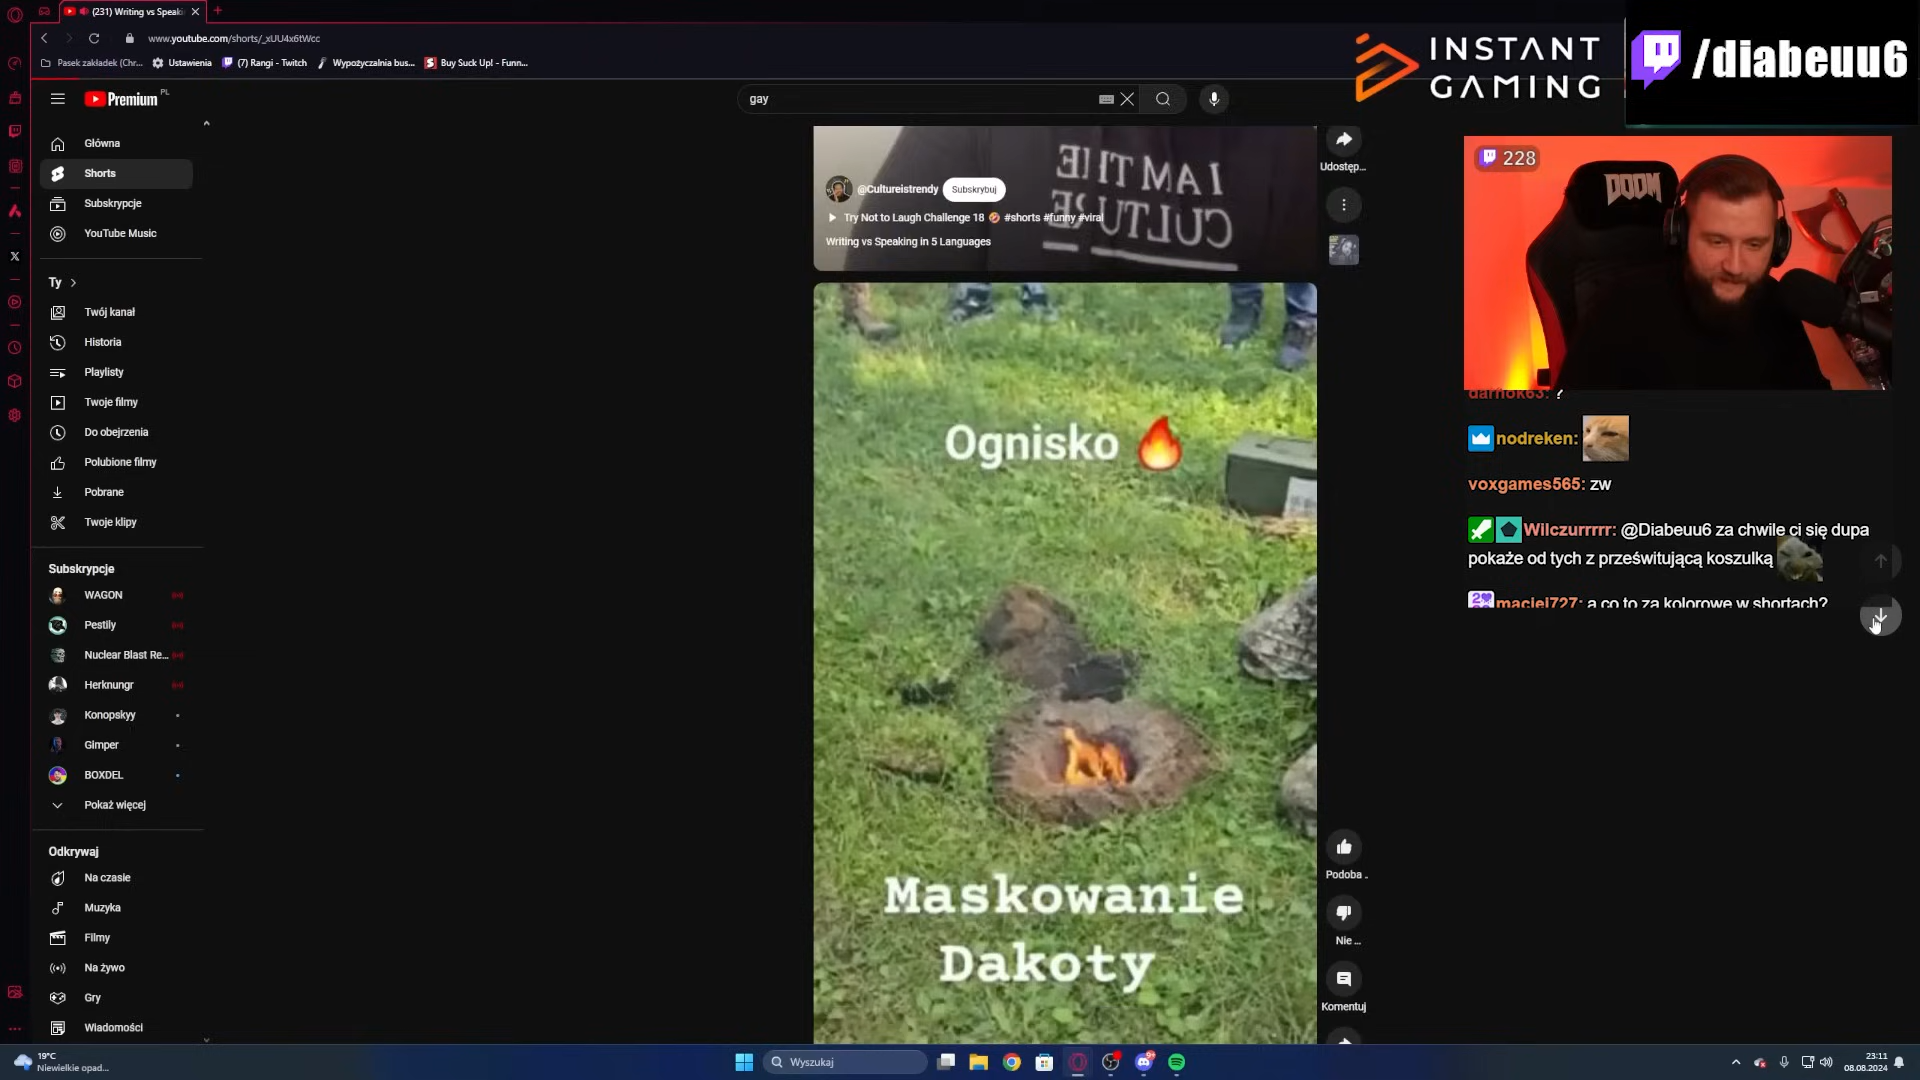 (231) Writing vs Speaki
www.youtube.com/shorts/_xUU4x6tWcc
Pasek zakładek (Chr...
Ustawienia
(7) Rangi - Twitch
Wypożyczalnia bus...
Buy Suck Up! - Funn...
INSTANT
GAMING
/diabeuu6
Premium PL
gay
Główna
Shorts
Subskrypcje
YouTube Music
Ty
Twój kanał
Historia
Playlisty
Twoje filmy
Do obejrzenia
Polubione filmy
Pobrane
Twoje klipy
Subskrypcje
WAGON
Pestily
Nuclear Blast Re...
Herknungr
Konopskyy
Gimper
BOXDEL
Pokaż więcej
Odkrywaj
Na czasie
Muzyka
Filmy
Na żywo
Gry
Wiadomości
I AM THE
CULTURE
@Cultureistrendy
Subskrybuj
Try Not to Laugh Challenge 18 🤣 #shorts #funny #viral
Writing vs Speaking in 5 Languages
Udostęp...
Ognisko 🔥
Maskowanie
Dakoty
Podoba ..
Nie ...
Komentuj
228
DOOM
darnok63: ?
nodreken:
voxgames565: zw
Wilczurrrrr: @Diabeuu6 za chwile ci się dupa
pokaże od tych z prześwitującą koszulką
maciej727: a co to za kolorowe w shortach?
19°C
Niewielkie opad...
Wyszukaj
23:11
08.08.2024